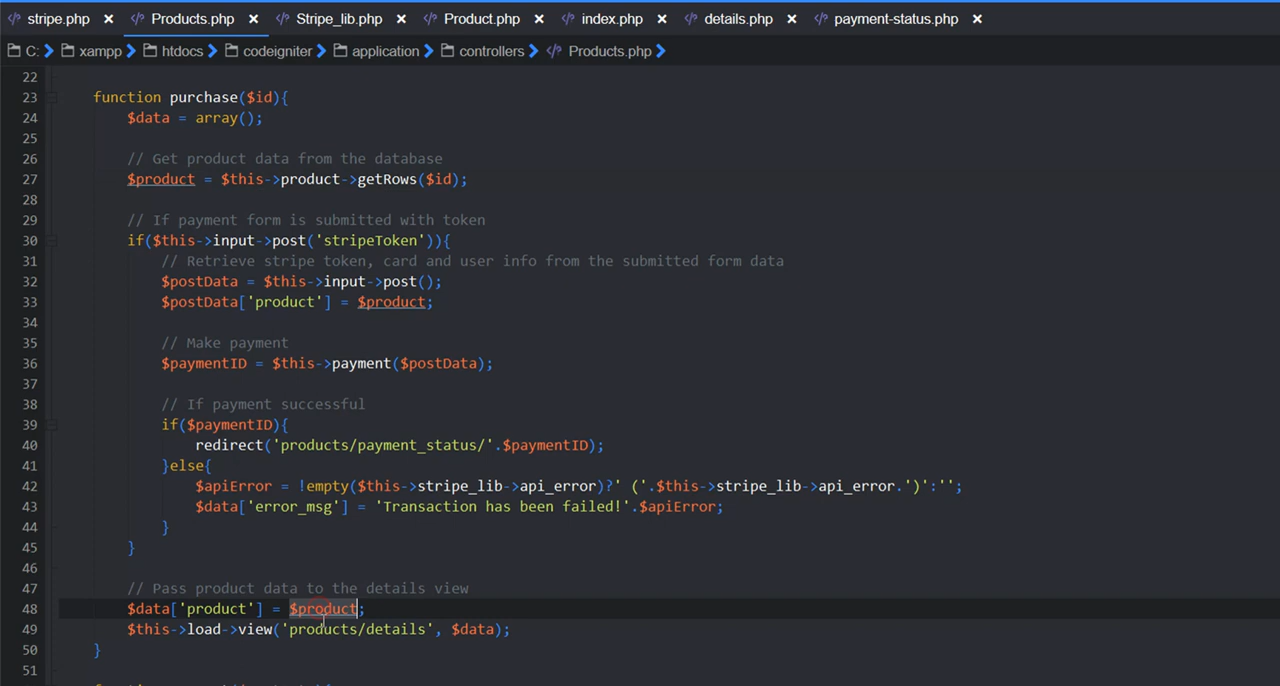 stripe.php Products.php Stripe_lib.php Product.php index.php details.php payment-status.php
C: xampp htdocs codeigniter application controllers Products.php
22
23 function purchase($id){
24 $data = array();
25
26 // Get product data from the database
27 $product = $this->product->getRows($id);
28
29 // If payment form is submitted with token
30 if($this->input->post('stripeToken')){
31 // Retrieve stripe token, card and user info from the submitted form data
32 $postData = $this->input->post();
33 $postData['product'] = $product;
34
35 // Make payment
36 $paymentID = $this->payment($postData);
37
38 // If payment successful
39 if($paymentID){
40 redirect('products/payment_status/'.$paymentID);
41 }else{
42 $apiError = !empty($this->stripe_lib->api_error)?' ('.$this->stripe_lib->api_error.')':'';
43 $data['error_msg'] = 'Transaction has been failed!'.$apiError;
44 }
45 }
46
47 // Pass product data to the details view
48 $data['product'] = $product;
49 $this->load->view('products/details', $data);
50 }
51